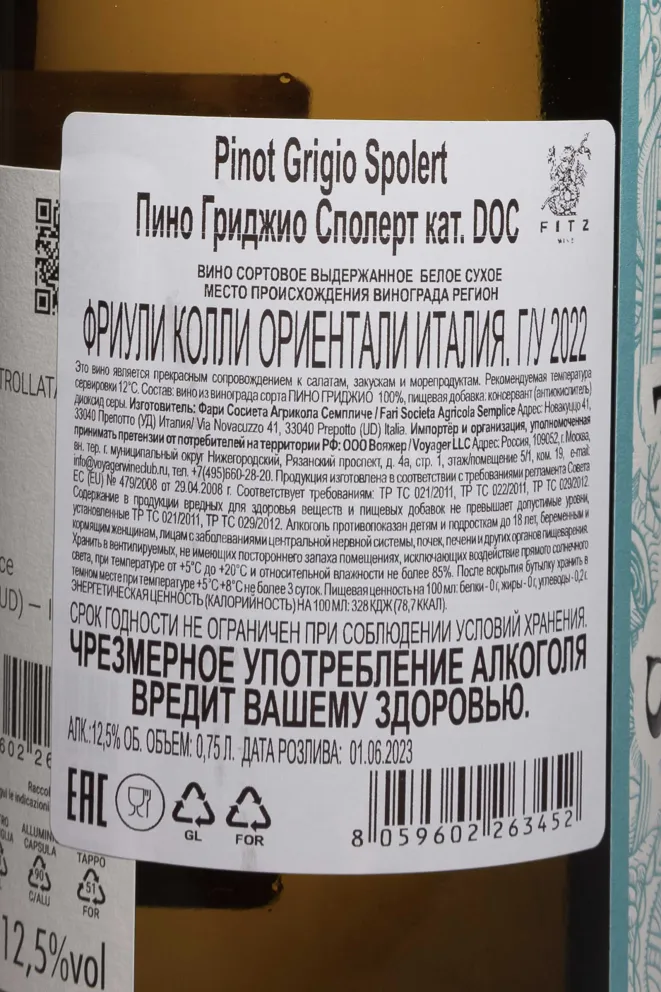 Pinot Grigio Spolert
Пино Гриджио Сполерт кат. DOC
FITZ
WINE
ВИНО СОРТОВОЕ ВЫДЕРЖАННОЕ БЕЛОЕ СУХОЕ
МЕСТО ПРОИСХОЖДЕНИЯ ВИНОГРАДА РЕГИОН
ФРИУЛИ КОЛЛИ ОРИЕНТАЛИ ИТАЛИЯ. Г/У 2022
Это вино является прекрасным сопровождением к салатам, закускам и морепродуктам. Рекомендуемая температура
сервировки 12°С. Состав: вино из винограда сорта ПИНО ГРИДЖИО 100%, пищевая добавка: консервант (антиокислитель)
диоксид серы. Изготовитель: Фари Сосиета Агрикола Семпличе / Fari Societa Agricola Semplice Адрес: Новакуцци 41,
33040 Препотто (УД) Италия/ Via Novacuzzo 41, 33040 Prepotto (UD) Italia. Импортёр и организация, уполномоченная
принимать претензии от потребителей на территории РФ: ООО Вояжер / Voyager LLC Адрес: Россия, 109052, г. Москва,
вн. тер. г. муниципальный округ Нижегородский, Рязанский проспект, д. 4а, стр. 1, этаж/помещение 5/1, ком. 19, e-mail:
info@voyagerwineclub.ru, тел. +7(495)660-28-20. Продукция изготовлена в соответствии с требованиями регламента Совета
ЕС (EU) № 479/2008 от 29.04.2008 г. Соответствует требованиям: ТР ТС 021/2011, ТР ТС 022/2011, ТР ТС 029/2012
Содержание в продукции вредных для здоровья веществ и пищевых добавок не превышает допустимые уровни,
установленные ТР ТС 021/2011, ТР ТС 029/2012. Алкоголь противопоказан детям и подросткам до 18 лет, беременным и
кормящим женщинам, лицам с заболеваниями центральной нервной системы, почек, печени и других органов пищеварения.
Хранить в вентилируемых, не имеющих постороннего запаха помещениях, исключающих воздействие прямого солнечного
света, при температуре от +5°С до +20°С и относительной влажности не более 85%. После вскрытия бутылку хранить в
темном месте при температуре +5°С+8°С не более 3 суток. Пищевая ценность на 100 мл: белки - 0 г, жиры - 0 г, углеводы - 0,2 г.
ЭНЕРГЕТИЧЕСКАЯ ЦЕННОСТЬ (КАЛОРИЙНОСТЬ) НА 100 МЛ: 328 КДЖ (78,7 ККАЛ).
СРОК ГОДНОСТИ НЕ ОГРАНИЧЕН ПРИ СОБЛЮДЕНИИ УСЛОВИЙ ХРАНЕНИЯ.
ЧРЕЗМЕРНОЕ УПОТРЕБЛЕНИЕ АЛКОГОЛЯ
ВРЕДИТ ВАШЕМУ ЗДОРОВЬЮ.
АЛК.:12,5% ОБ. ОБЪЕМ: 0,75 Л. ДАТА РОЗЛИВА: 01.06.2023
EAC
GL
FOR
8 059602 263452
TROLLATA
UD) –
602 26
Raccol
gui le indicazioni
ALLUMIN
CAPSULA
90
C/ALU
TAPPO
51
FOR
12,5%vol